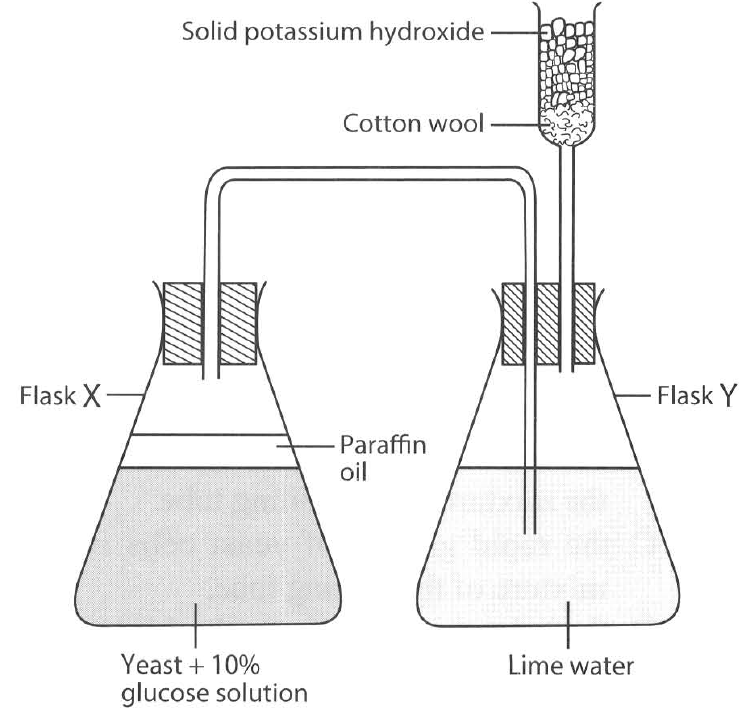 Solid potassium hydroxide
Cotton wool
Flask X
Flask Y
Paraffin
oil
Yeast + 10%
glucose solution
Lime water